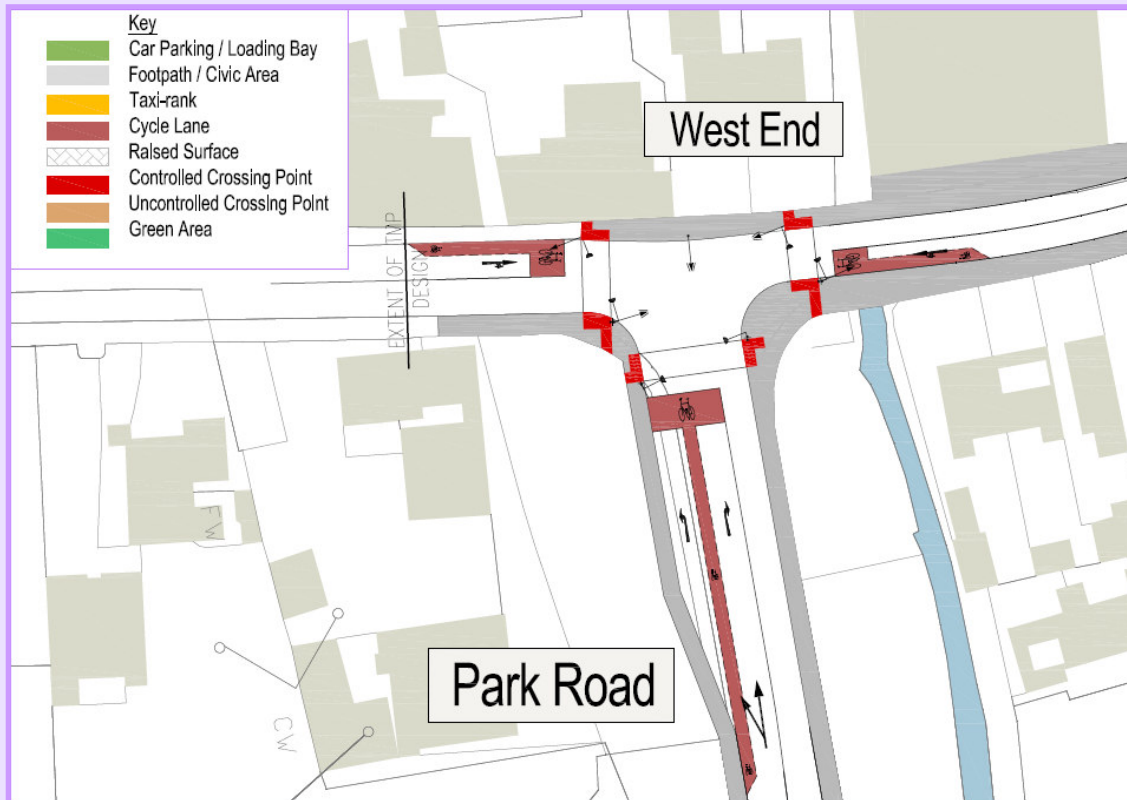 Key
Car Parking / Loading Bay
Footpath / Civic Area
Taxi-rank
Cycle Lane
Raised Surface
Controlled Crossing Point
Uncontrolled Crossing Point
Green Area
West End
EXTENT OF TMP
DESIGN
FW
Park Road
CW